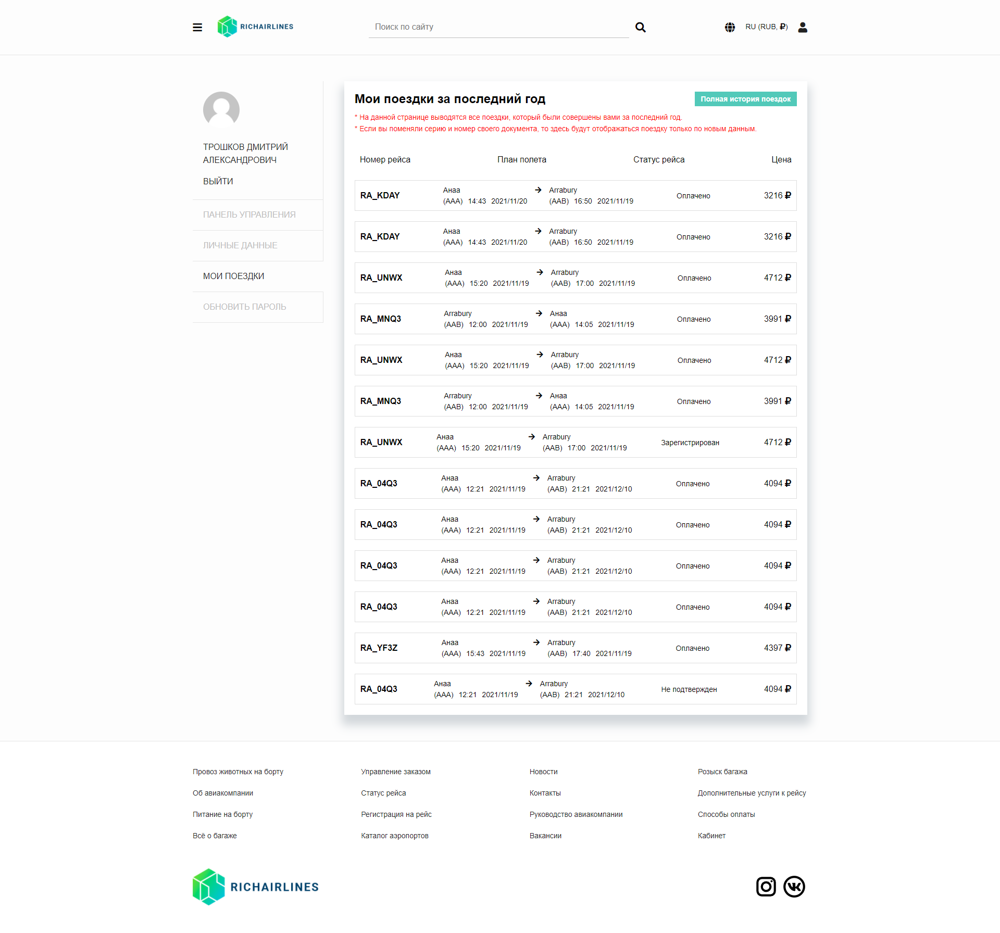 RICHAIRLINES
Поиск по сайту
RU (RUB, ₽)
ТРОШКОВ ДМИТРИЙ
АЛЕКСАНДРОВИЧ
ВЫЙТИ
ПАНЕЛЬ УПРАВЛЕНИЯ
ЛИЧНЫЕ ДАННЫЕ
МОИ ПОЕЗДКИ
ОБНОВИТЬ ПАРОЛЬ
Мои поездки за последний год
Полная история поездок
* На данной странице выводятся все поездки, который были совершены вами за последний год.
* Если вы поменяли серию и номер своего документа, то здесь будут отображаться поездку только по новым данным.
Номер рейса План полета Статус рейса Цена
Анаа → Arrabury
RA_KDAY (AAA) 14:43 2021/11/20 (AAB) 16:50 2021/11/19 Оплачено 3216 ₽
Анаа → Arrabury
RA_KDAY (AAA) 14:43 2021/11/20 (AAB) 16:50 2021/11/19 Оплачено 3216 ₽
Анаа → Arrabury
RA_UNWX (AAA) 15:20 2021/11/19 (AAB) 17:00 2021/11/19 Оплачено 4712 ₽
Arrabury → Анаа
RA_MNQ3 (AAB) 12:00 2021/11/19 (AAA) 14:05 2021/11/19 Оплачено 3991 ₽
Анаа → Arrabury
RA_UNWX (AAA) 15:20 2021/11/19 (AAB) 17:00 2021/11/19 Оплачено 4712 ₽
Arrabury → Анаа
RA_MNQ3 (AAB) 12:00 2021/11/19 (AAA) 14:05 2021/11/19 Оплачено 3991 ₽
Анаа → Arrabury
RA_UNWX (AAA) 15:20 2021/11/19 (AAB) 17:00 2021/11/19 Зарегистрирован 4712 ₽
Анаа → Arrabury
RA_04Q3 (AAA) 12:21 2021/11/19 (AAB) 21:21 2021/12/10 Оплачено 4094 ₽
Анаа → Arrabury
RA_04Q3 (AAA) 12:21 2021/11/19 (AAB) 21:21 2021/12/10 Оплачено 4094 ₽
Анаа → Arrabury
RA_04Q3 (AAA) 12:21 2021/11/19 (AAB) 21:21 2021/12/10 Оплачено 4094 ₽
Анаа → Arrabury
RA_04Q3 (AAA) 12:21 2021/11/19 (AAB) 21:21 2021/12/10 Оплачено 4094 ₽
Анаа → Arrabury
RA_YF3Z (AAA) 15:43 2021/11/19 (AAB) 17:40 2021/11/19 Оплачено 4397 ₽
Анаа → Arrabury
RA_04Q3 (AAA) 12:21 2021/11/19 (AAB) 21:21 2021/12/10 Не подтвержден 4094 ₽
Провоз животных на борту Управление заказом Новости Розыск багажа
Об авиакомпании Статус рейса Контакты Дополнительные услуги к рейсу
Питание на борту Регистрация на рейс Руководство авиакомпании Способы оплаты
Всё о багаже Каталог аэропортов Вакансии Кабинет
RICHAIRLINES